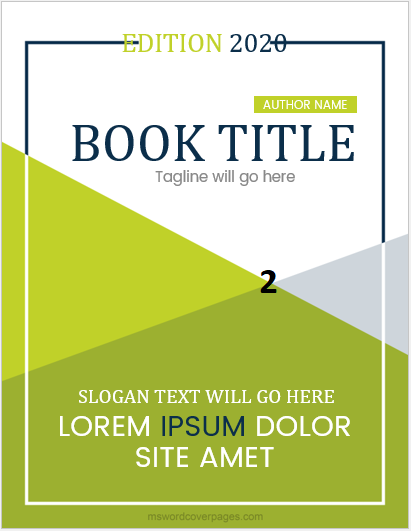 EDITION 2020
AUTHOR NAME
BOOK TITLE
Tagline will go here
2
SLOGAN TEXT WILL GO HERE
LOREM IPSUM DOLOR
SITE AMET
mswordcoverpages.com